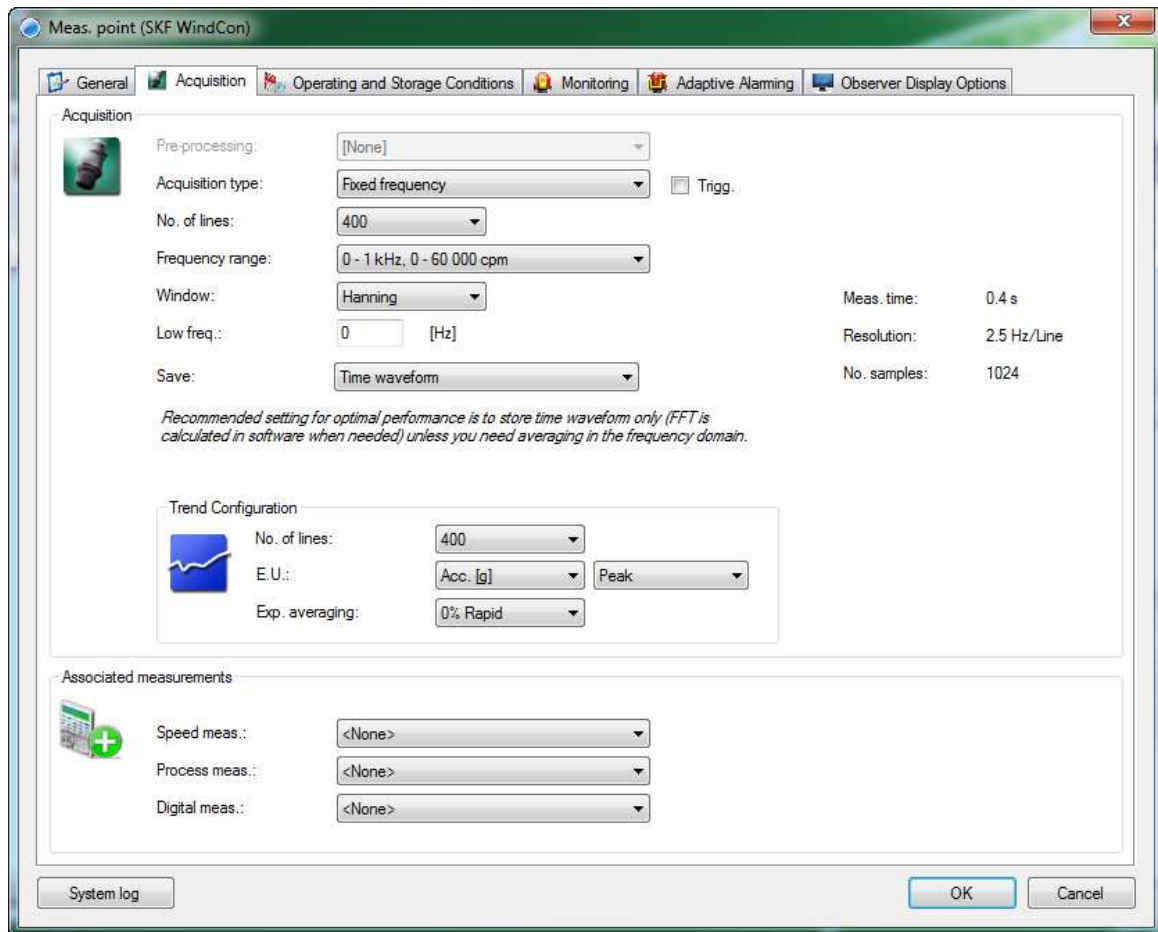 Meas. point (SKF WindCon)
General Acquisition Operating and Storage Conditions Monitoring Adaptive Alarming Observer Display Options
Acquisition
Pre-processing: [None]
Acquisition type: Fixed frequency Trigg.
No. of lines: 400
Frequency range: 0 - 1 kHz, 0 - 60 000 cpm
Window: Hanning Meas. time: 0.4 s
Low freq.: 0 [Hz] Resolution: 2.5 Hz/Line
Save: Time waveform No. samples: 1024
Recommended setting for optimal performance is to store time waveform only (FFT is
calculated in software when needed) unless you need averaging in the frequency domain.
Trend Configuration
No. of lines: 400
E.U.: Acc. [g] Peak
Exp. averaging: 0% Rapid
Associated measurements
Speed meas.: <None>
Process meas.: <None>
Digital meas.: <None>
System log OK Cancel